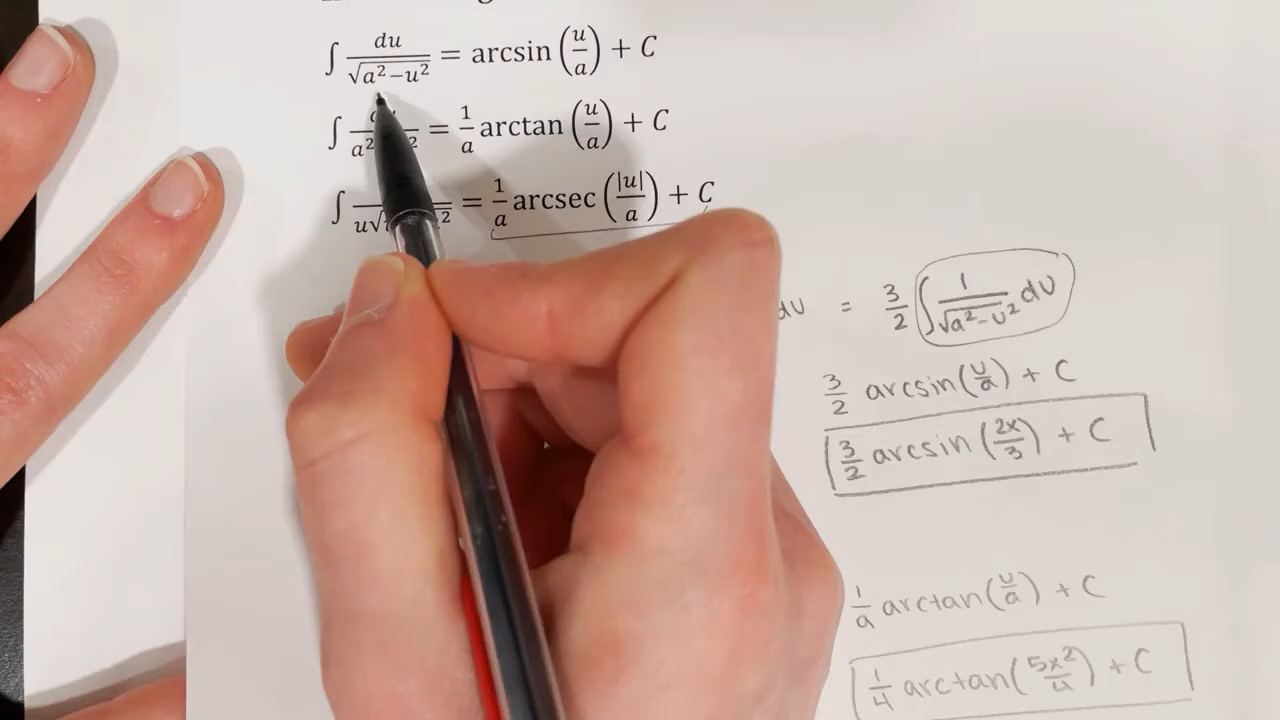 ∫ du/√(a²−u²) = arcsin (u/a) + C
= 1/a arctan (u/a) + C
= 1/a arcsec (|u|/a) + C
dU = 3/2 ∫ 1/√(a²−U²) dU
3/2 arcsin(U/a) + C
3/2 arcsin (2x/3) + C
1/a arctan(U/a) + C
1/4 arctan(5x²/4) + C